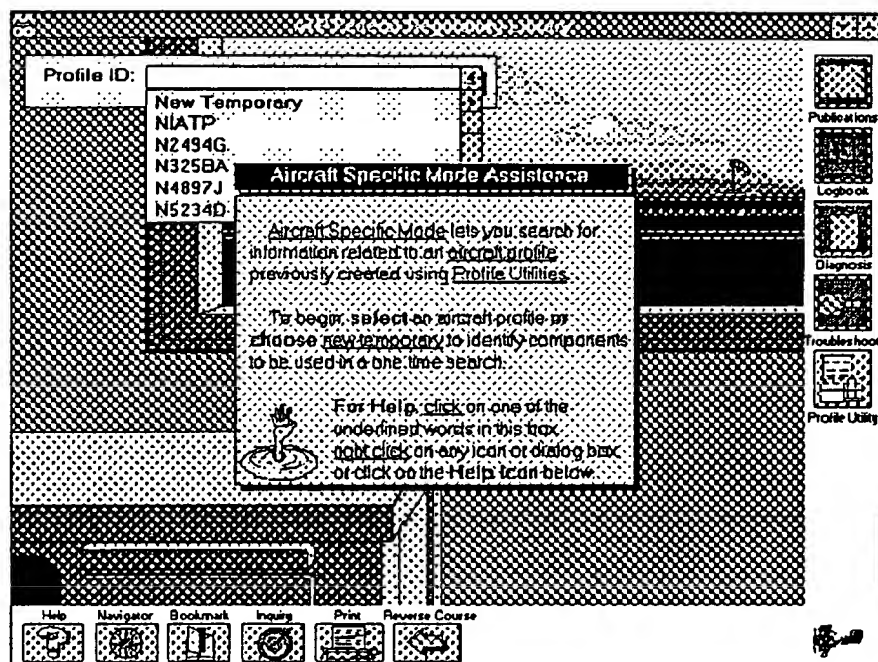 Profile ID:
New Temporary
NIATP
N2494G
N325BA
N4897J
N5234D
Aircraft Specific Mode Assistance
Aircraft Specific Mode lets you search for
information related to an aircraft profile
previously created using Profile Utilities.
To begin, select an aircraft profile or
choose new temporary to identify components
to be used in a one time search.
For Help, click on one of the
underlined words in this box
right click on any icon or dialog box
or click on the Help Icon below
Publications
Logbook
Diagnosis
Troubleshoot
Profile Utility
Help Navigator Bookmark Inquire Print Reverse Course